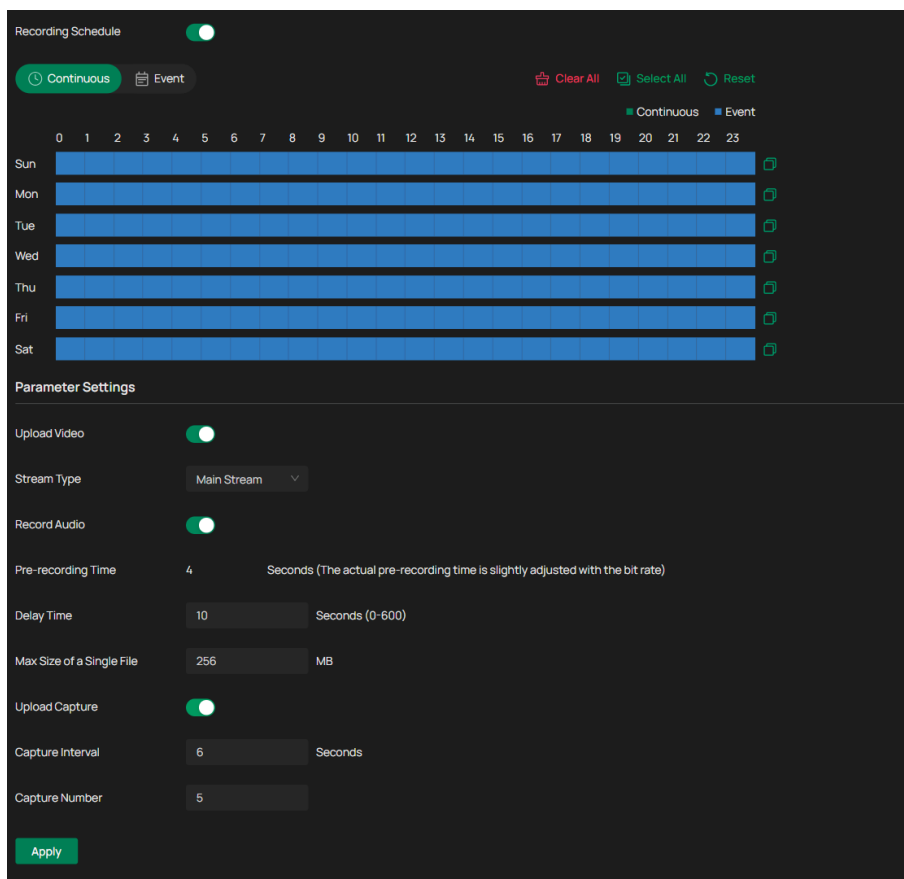 Recording Schedule
Continuous Event Clear All Select All Reset
Continuous Event
0 1 2 3 4 5 6 7 8 9 10 11 12 13 14 15 16 17 18 19 20 21 22 23
Sun
Mon
Tue
Wed
Thu
Fri
Sat
Parameter Settings
Upload Video
Stream Type Main Stream
Record Audio
Pre-recording Time 4 Seconds (The actual pre-recording time is slightly adjusted with the bit rate)
Delay Time 10 Seconds (0-600)
Max Size of a Single File 256 MB
Upload Capture
Capture Interval 6 Seconds
Capture Number 5
Apply